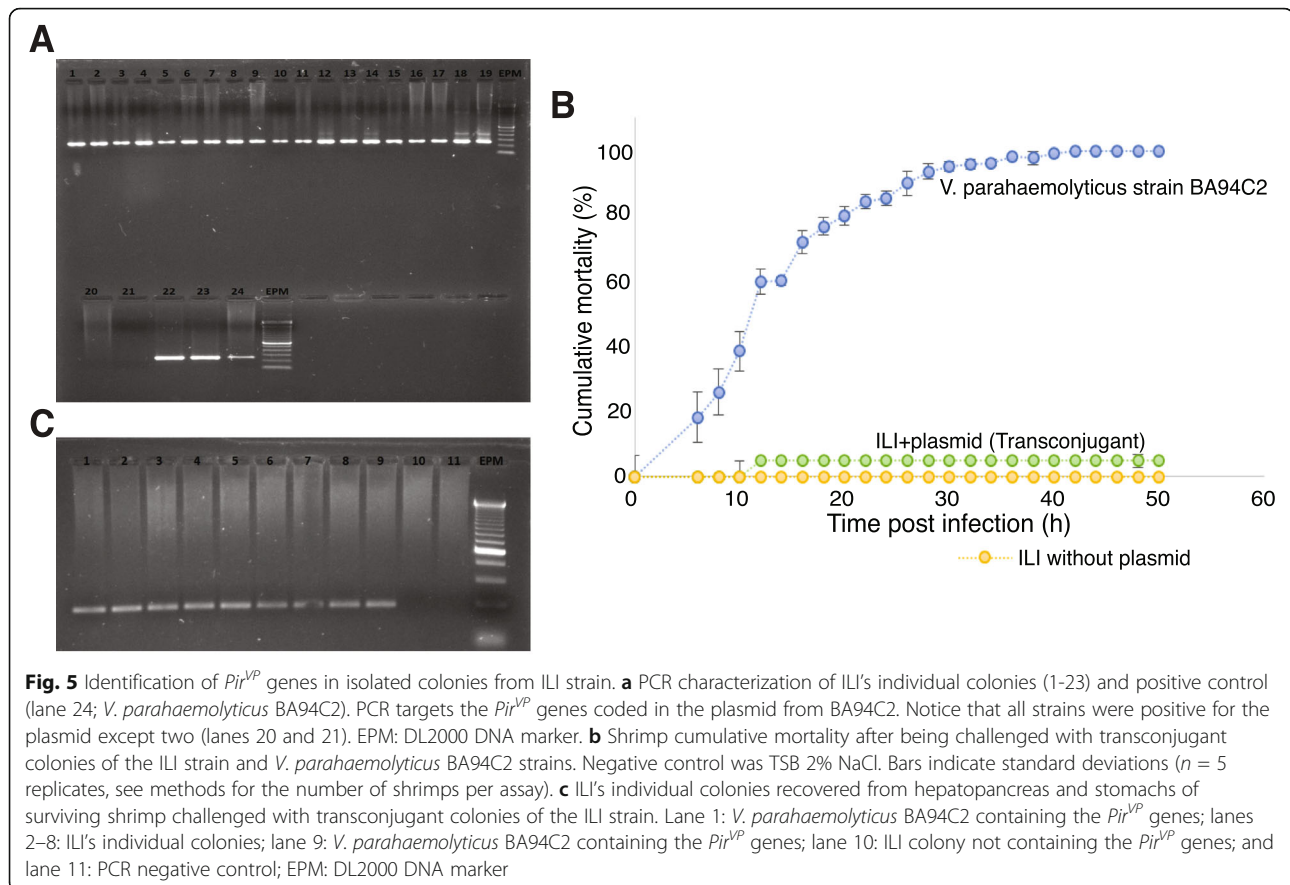 A
1 2 3 4 5 6 7 8 9 10 11 12 13 14 15 16 17 18 19 EPM
20 21 22 23 24 EPM
B
100
80
60
40
20
0
Cumulative mortality (%)
V. parahaemolyticus strain BA94C2
ILI+plasmid (Transconjugant)
0 10 20 30 40 50 60
Time post infection (h)
ILI without plasmid
C
1 2 3 4 5 6 7 8 9 10 11 EPM
Fig. 5 Identification of Pir^VP genes in isolated colonies from ILI strain. a PCR characterization of ILI's individual colonies (1-23) and positive control
(lane 24; V. parahaemolyticus BA94C2). PCR targets the Pir^VP genes coded in the plasmid from BA94C2. Notice that all strains were positive for the
plasmid except two (lanes 20 and 21). EPM: DL2000 DNA marker. b Shrimp cumulative mortality after being challenged with transconjugant
colonies of the ILI strain and V. parahaemolyticus BA94C2 strains. Negative control was TSB 2% NaCl. Bars indicate standard deviations (n = 5
replicates, see methods for the number of shrimps per assay). c ILI's individual colonies recovered from hepatopancreas and stomachs of
surviving shrimp challenged with transconjugant colonies of the ILI strain. Lane 1: V. parahaemolyticus BA94C2 containing the Pir^VP genes; lanes
2–8: ILI's individual colonies; lane 9: V. parahaemolyticus BA94C2 containing the Pir^VP genes; lane 10: ILI colony not containing the Pir^VP genes; and
lane 11: PCR negative control; EPM: DL2000 DNA marker